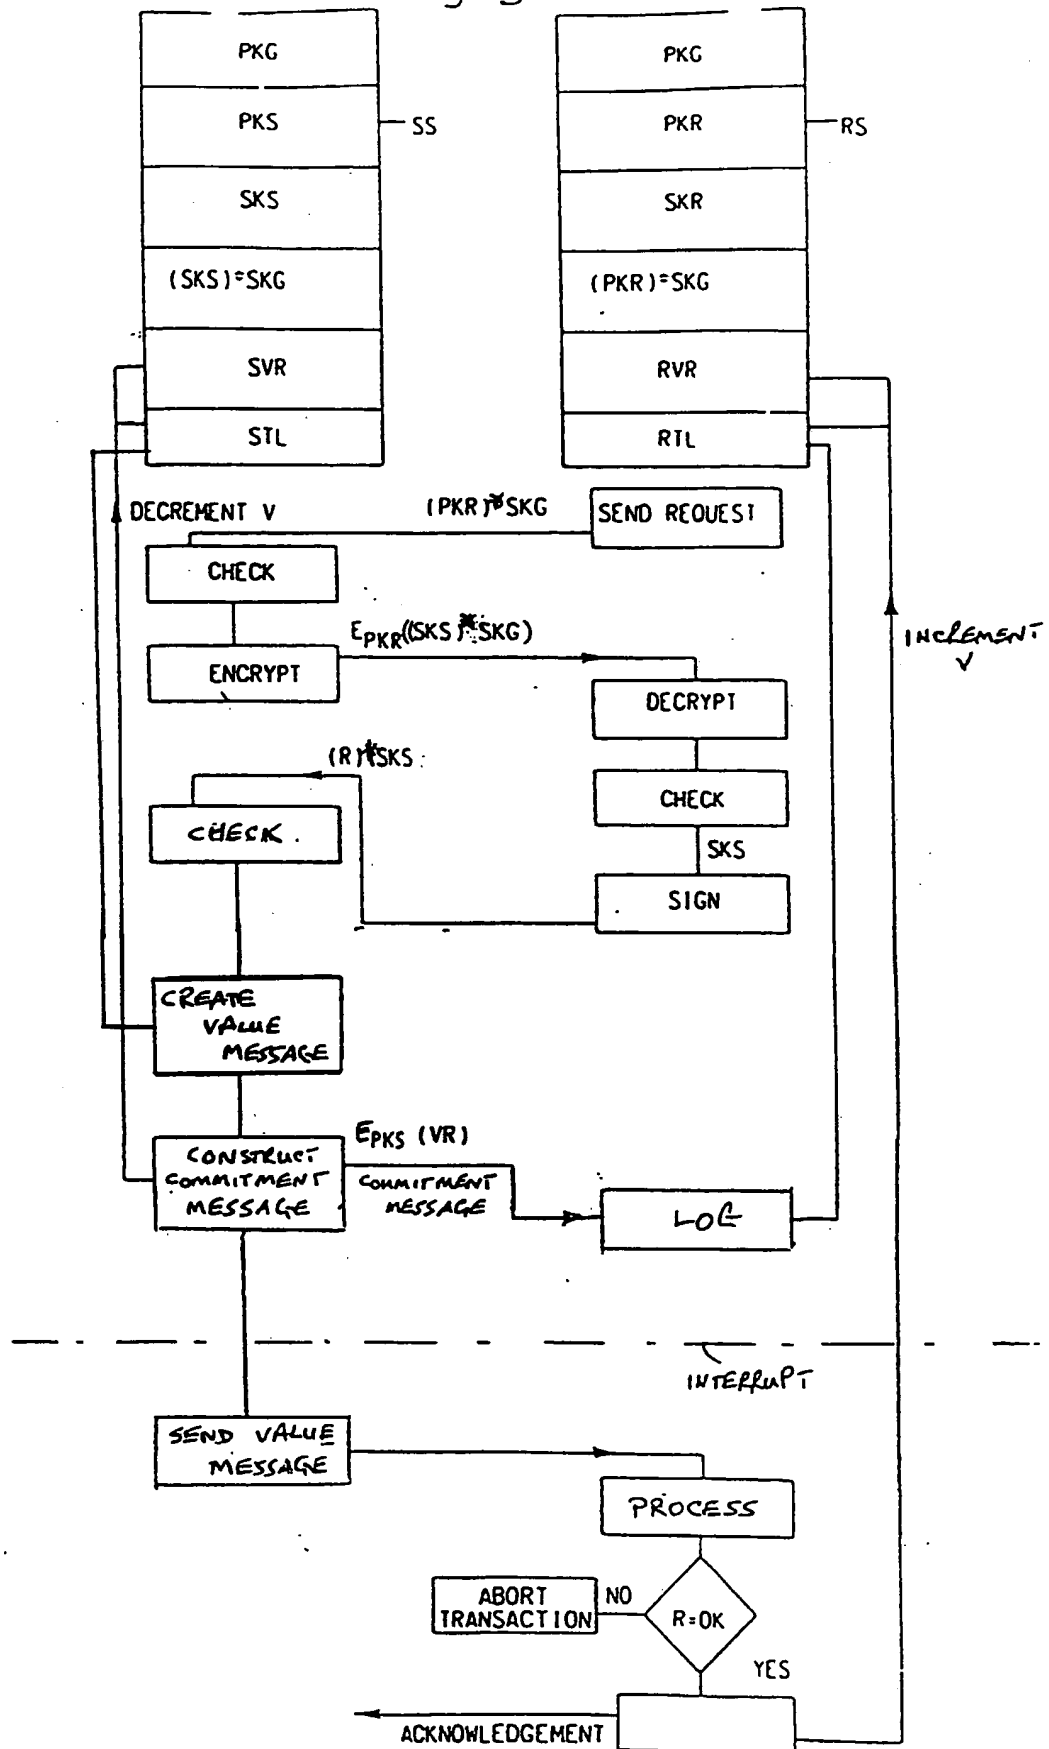 PKG
PKS
SS
SKS
(SKS)*SKG
SVR
STL
PKG
PKR
RS
SKR
(PKR)*SKG
RVR
RTL
DECREMENT V
(PKR)*SKG
SEND REQUEST
CHECK
EPKR((SKS)*SKG)
ENCRYPT
INCREMENT
V
DECRYPT
(R)*SKS
CHECK
CHECK.
SKS
SIGN
CREATE
VALUE
MESSAGE
EPKS (VR)
CONSTRUCT
COMMITMENT
MESSAGE
COMMITMENT
MESSAGE
LOG
INTERRUPT
SEND VALUE
MESSAGE
PROCESS
ABORT
TRANSACTION
NO
R=OK
YES
ACKNOWLEDGEMENT